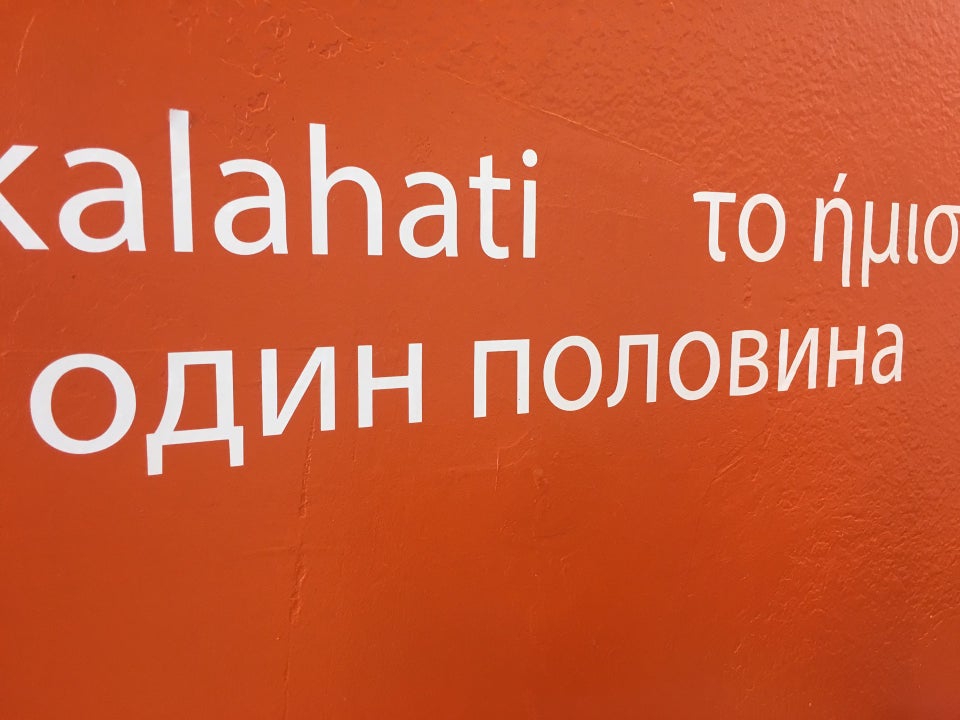 kalahati το ήμισ
один половина